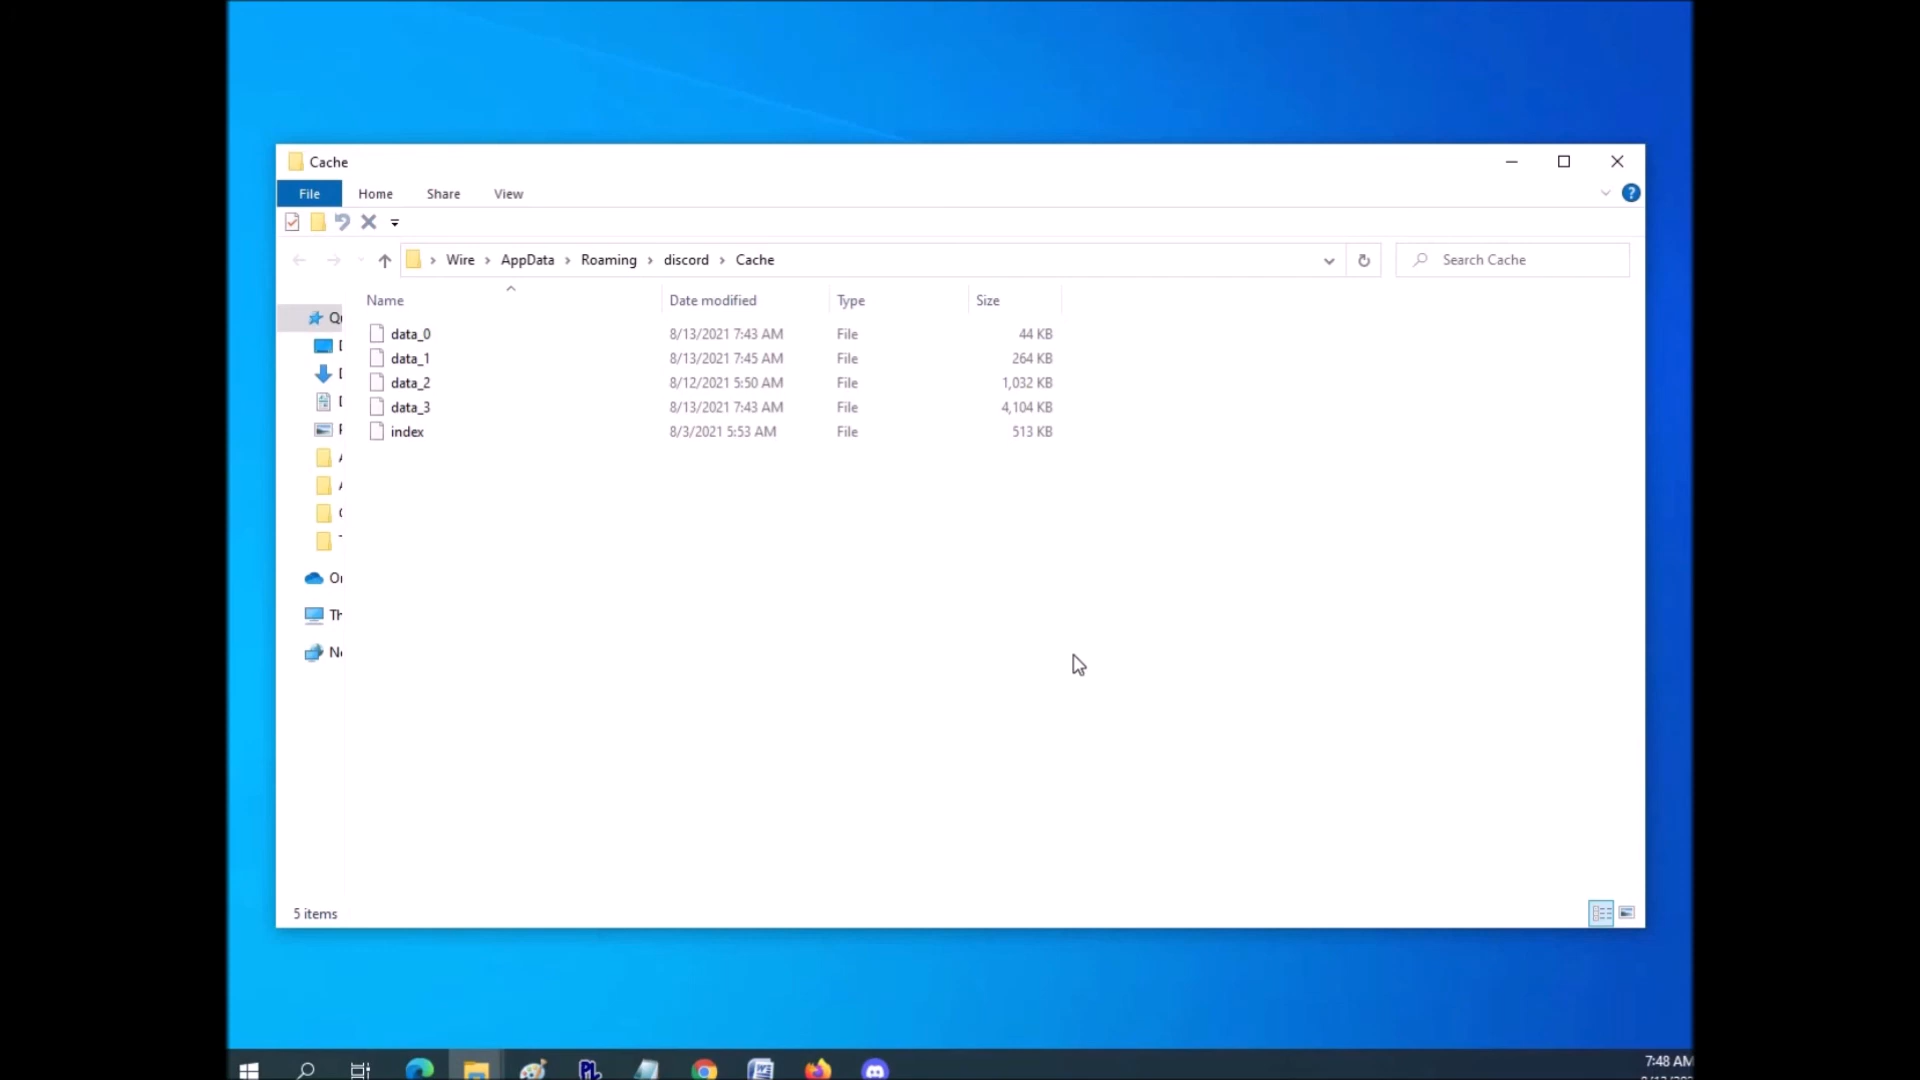 Cache
File Home Share View
Wire AppData Roaming discord Cache
Search Cache
Name Date modified Type Size
data_0 8/13/2021 7:43 AM File 44 KB
data_1 8/13/2021 7:45 AM File 264 KB
data_2 8/12/2021 5:50 AM File 1,032 KB
data_3 8/13/2021 7:43 AM File 4,104 KB
index 8/3/2021 5:53 AM File 513 KB
5 items
7:48 AM